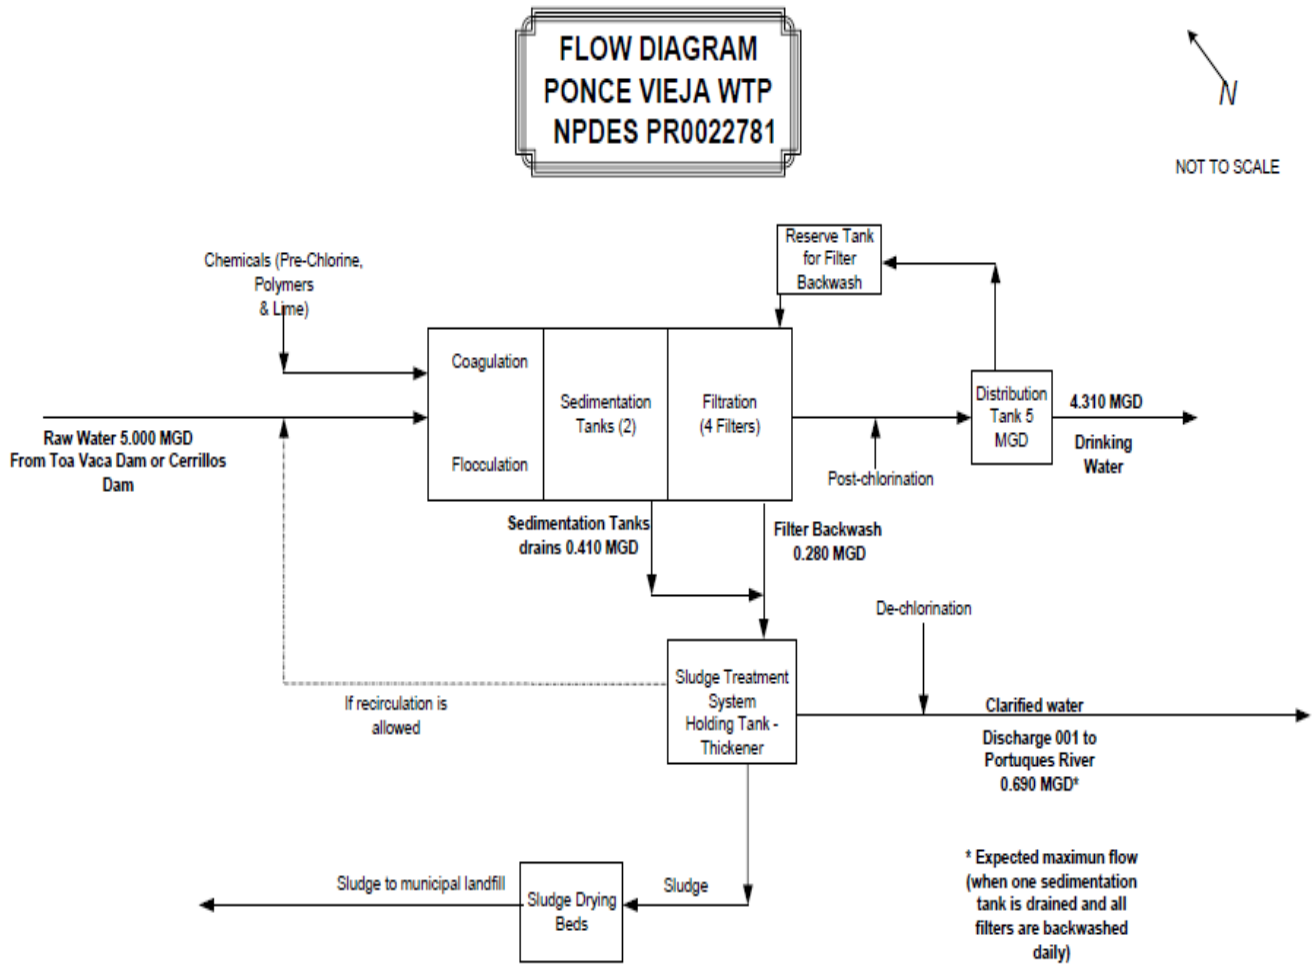 FLOW DIAGRAM
PONCE VIEJA WTP
NPDES PR0022781
N
NOT TO SCALE
Reserve Tank
for Filter
Backwash
Chemicals (Pre-Chlorine,
Polymers
& Lime)
Coagulation
Flocculation
Sedimentation
Tanks (2)
Filtration
(4 Filters)
Distribution
Tank 5
MGD
4.310 MGD
Drinking
Water
Raw Water 5.000 MGD
From Toa Vaca Dam or Cerrillos
Dam
Post-chlorination
Sedimentation Tanks
drains 0.410 MGD
Filter Backwash
0.280 MGD
De-chlorination
If recirculation is
allowed
Sludge Treatment
System
Holding Tank -
Thickener
Clarified water
Discharge 001 to
Portuques River
0.690 MGD*
* Expected maximun flow
(when one sedimentation
tank is drained and all
filters are backwashed
daily)
Sludge to municipal landfill
Sludge Drying
Beds
Sludge